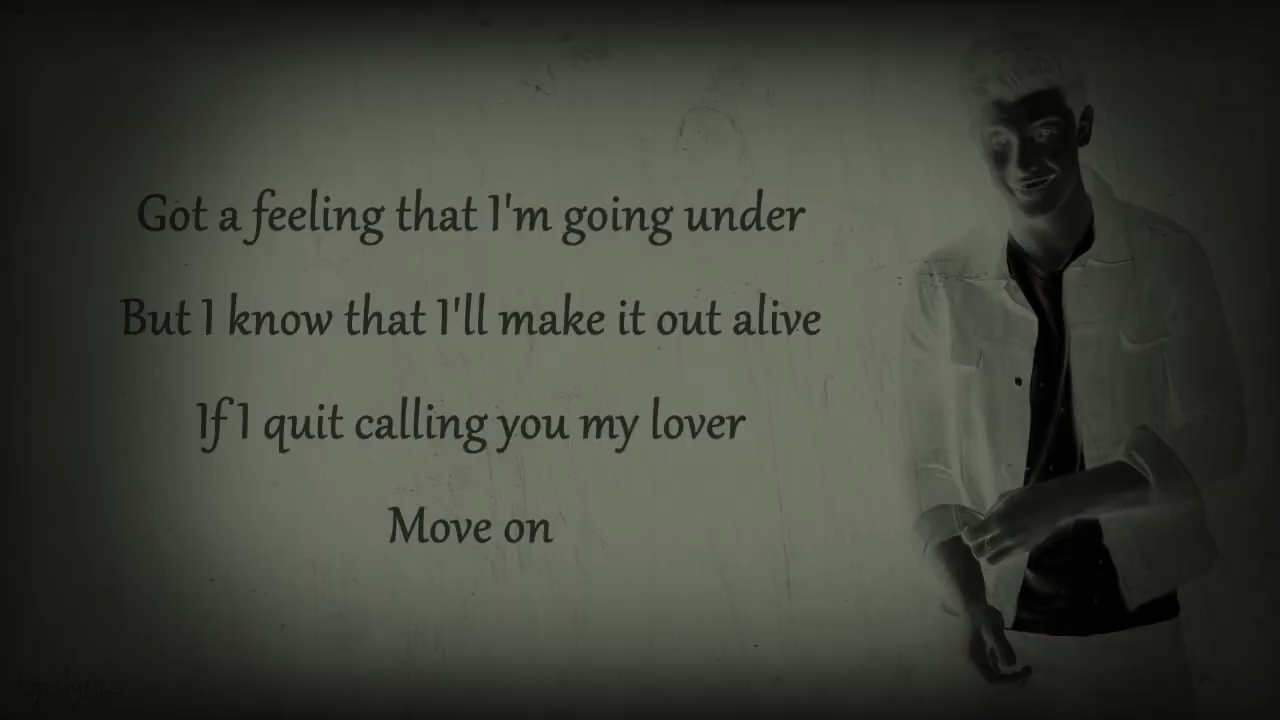 Got a feeling that I'm going under
But I know that I'll make it out alive
If I quit calling you my lover
Move on